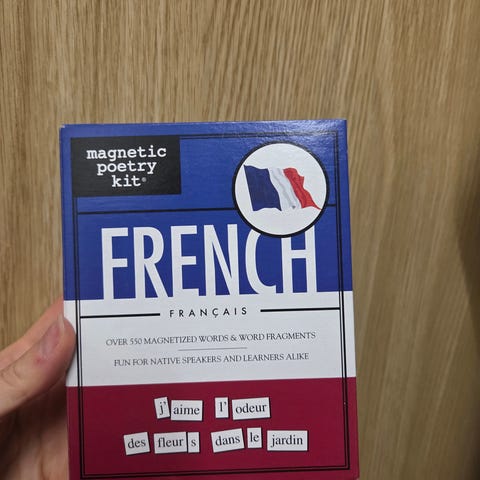 magnetic
poetry
kit®
FRENCH
FRANÇAIS
OVER 550 MAGNETIZED WORDS & WORD FRAGMENTS
FUN FOR NATIVE SPEAKERS AND LEARNERS ALIKE
j' aime l' odeur
des fleur s dans le jardin